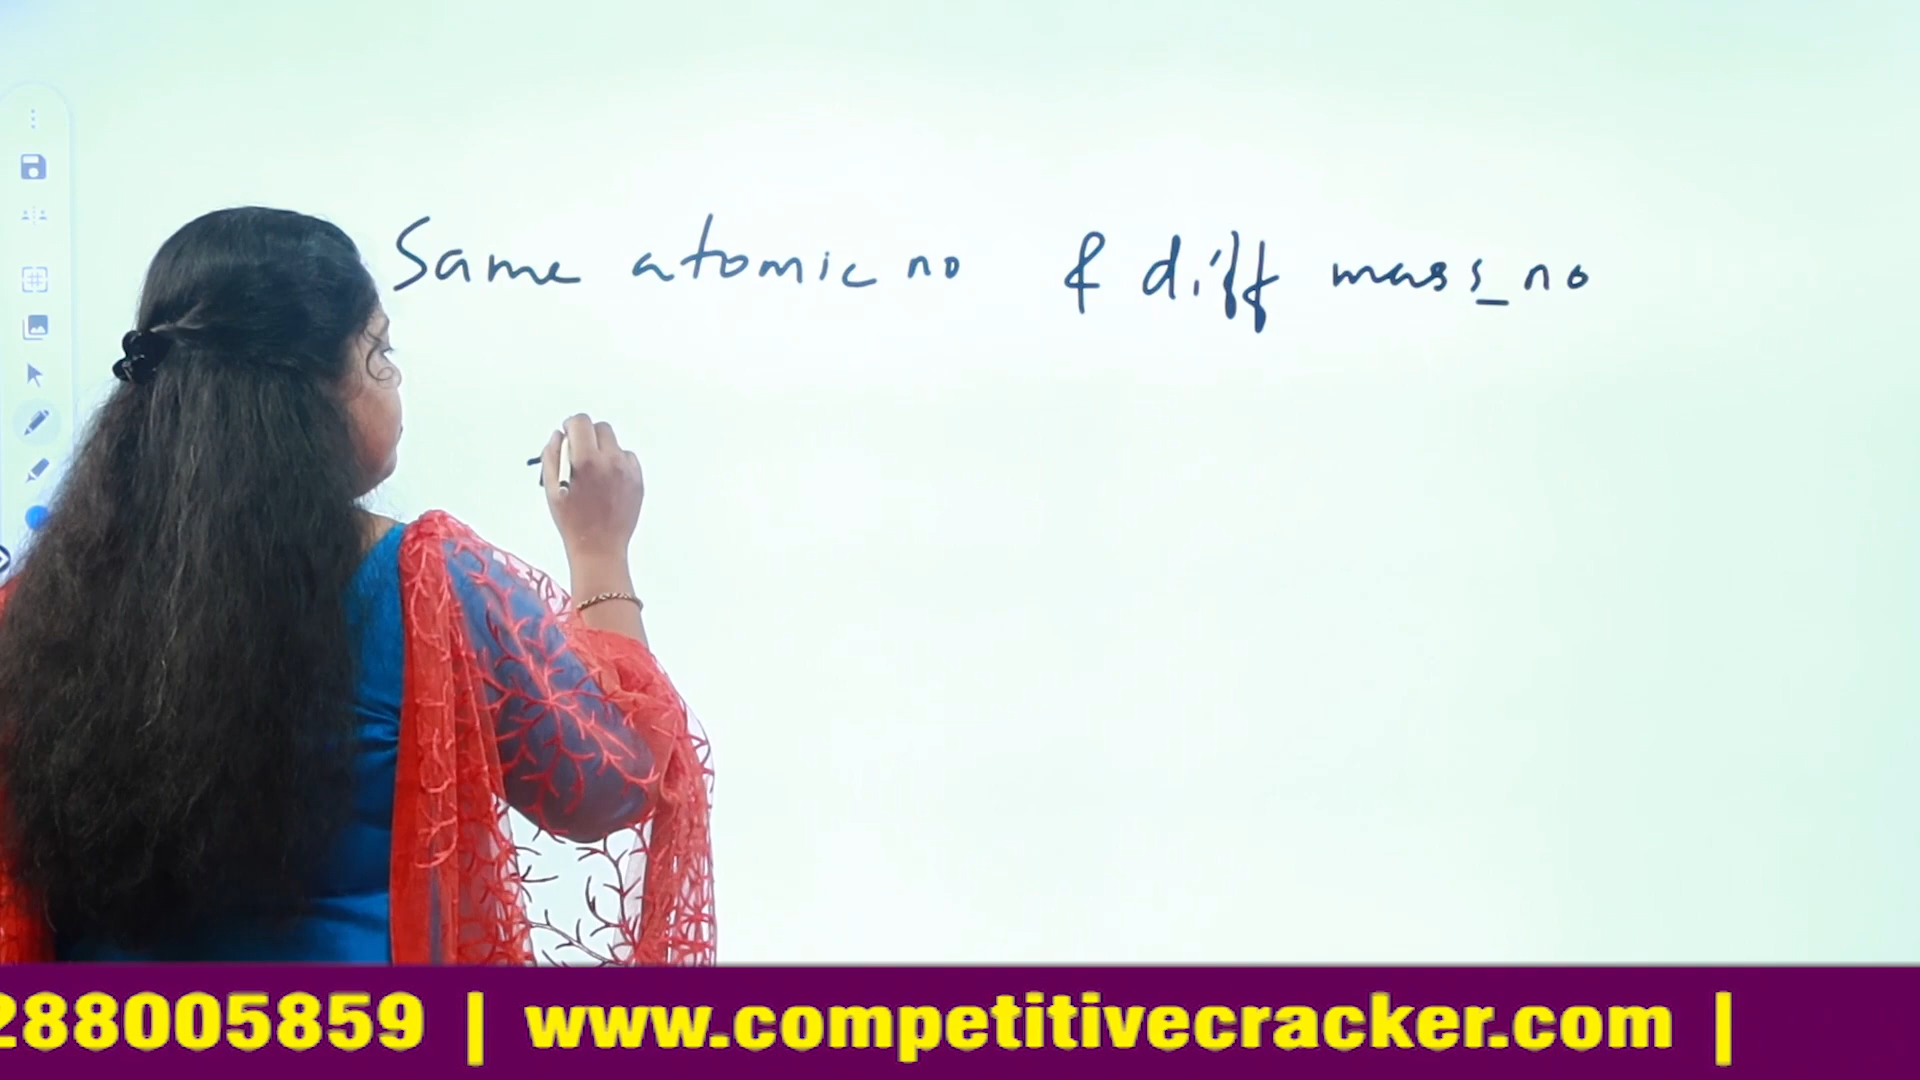 Same atomic no & diff mass_no
288005859 | www.competitivecracker.com |